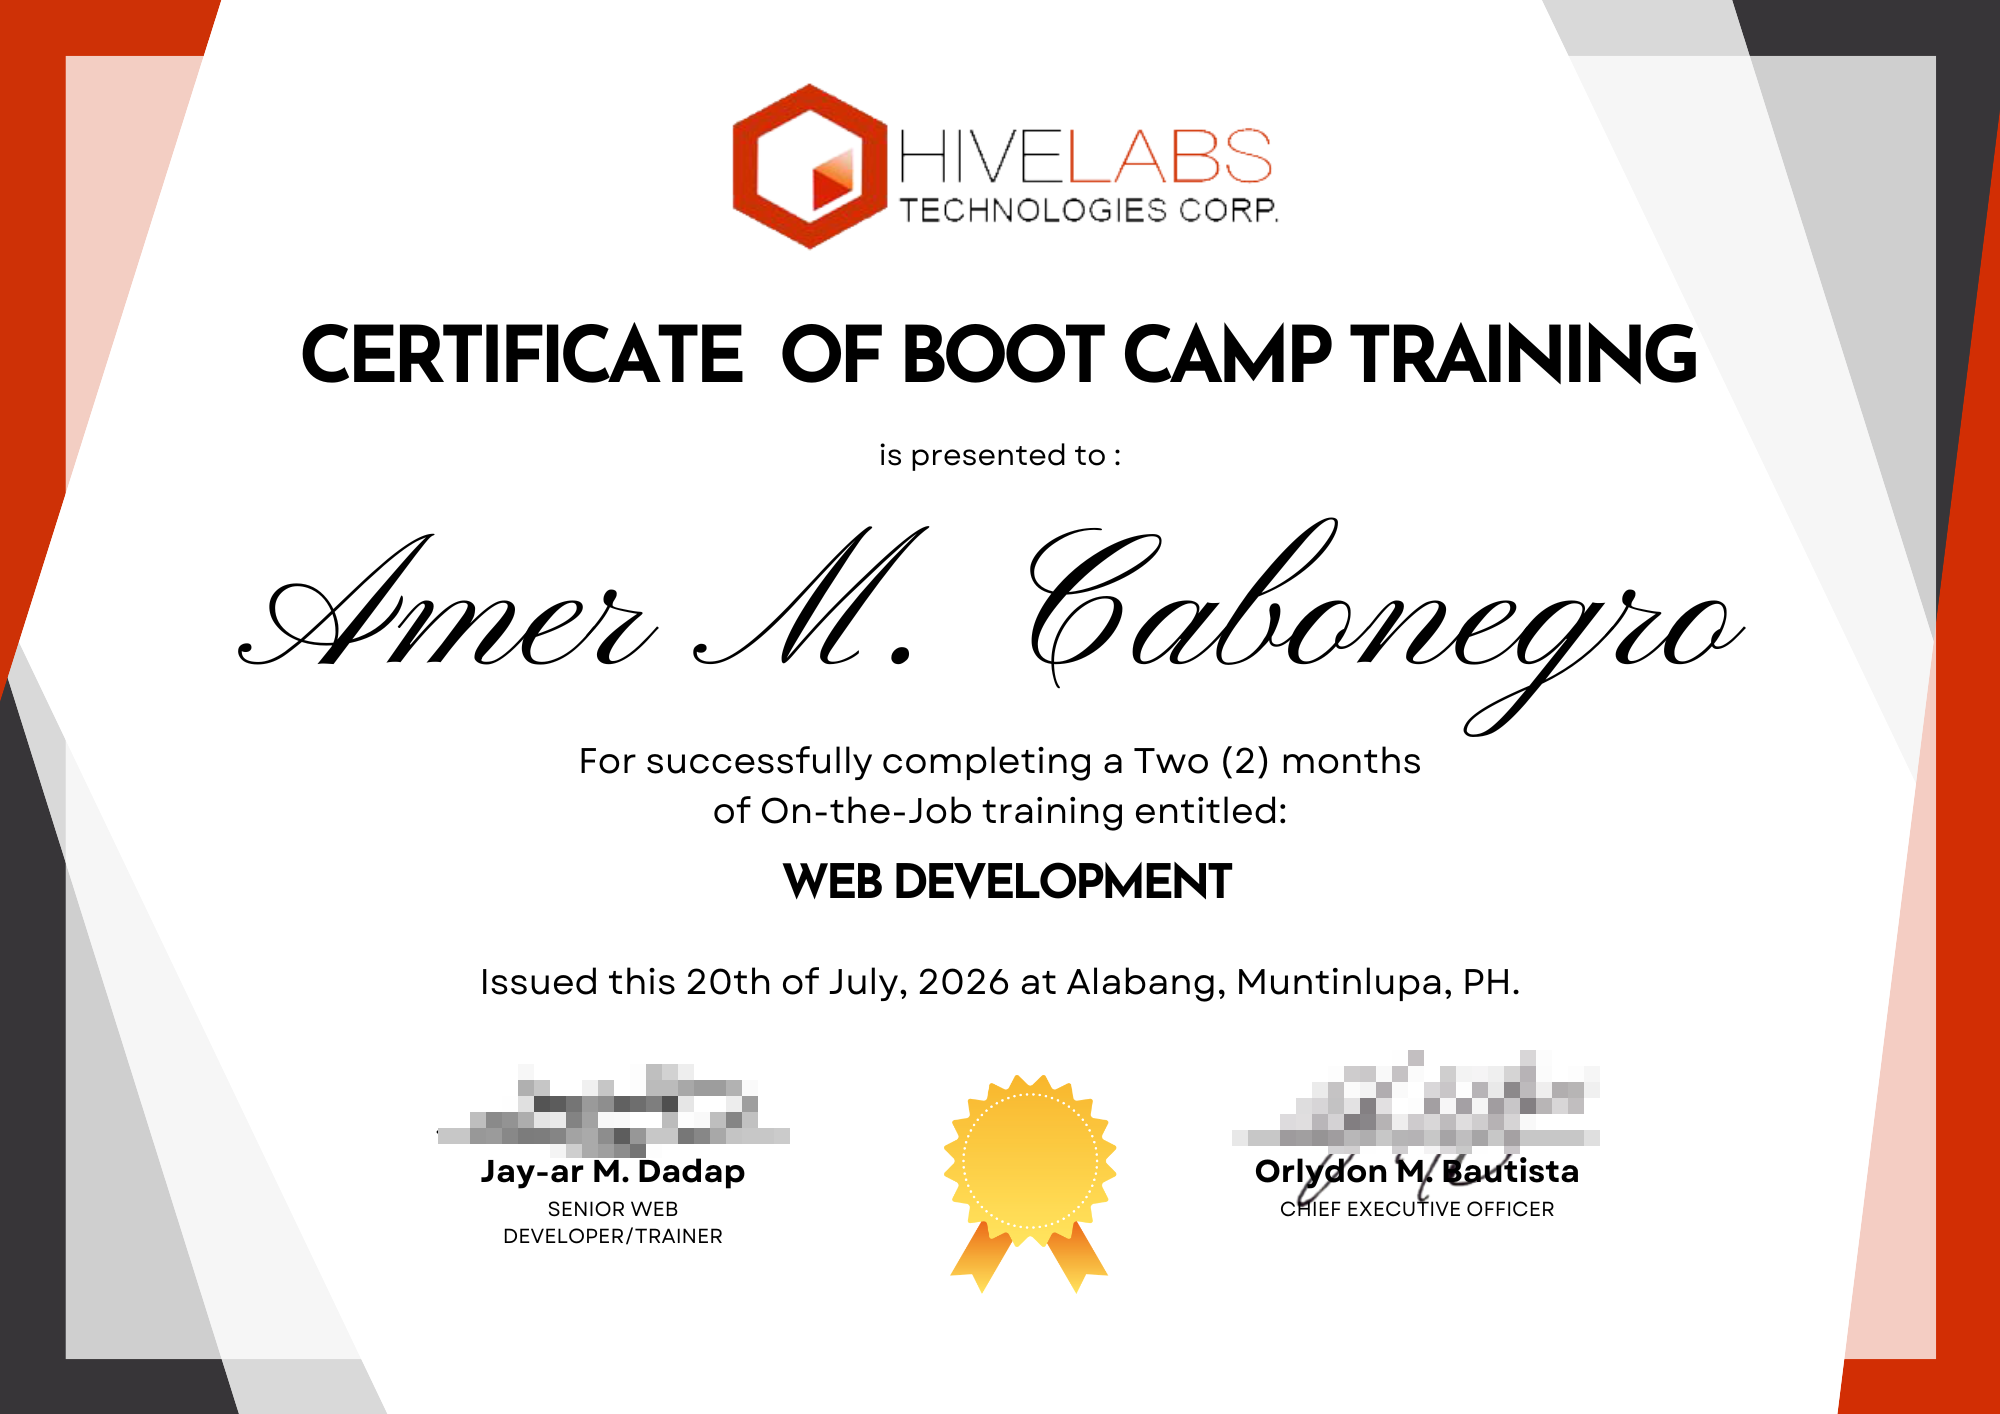 HIVELABS
TECHNOLOGIES CORP.
CERTIFICATE OF BOOT CAMP TRAINING
is presented to :
Amer M. Cabonegro
For successfully completing a Two (2) months
of On-the-Job training entitled:
WEB DEVELOPMENT
Issued this 20th of July, 2026 at Alabang, Muntinlupa, PH.
Jay-ar M. Dadap
SENIOR WEB
DEVELOPER/TRAINER
Orlydon M. Bautista
CHIEF EXECUTIVE OFFICER